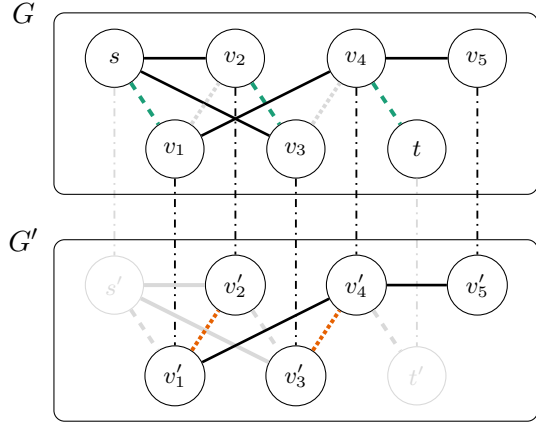 G
s v₂ v₄ v₅
v₁ v₃ t
G′
s′ v′₂ v′₄ v′₅
v′₁ v′₃ t′